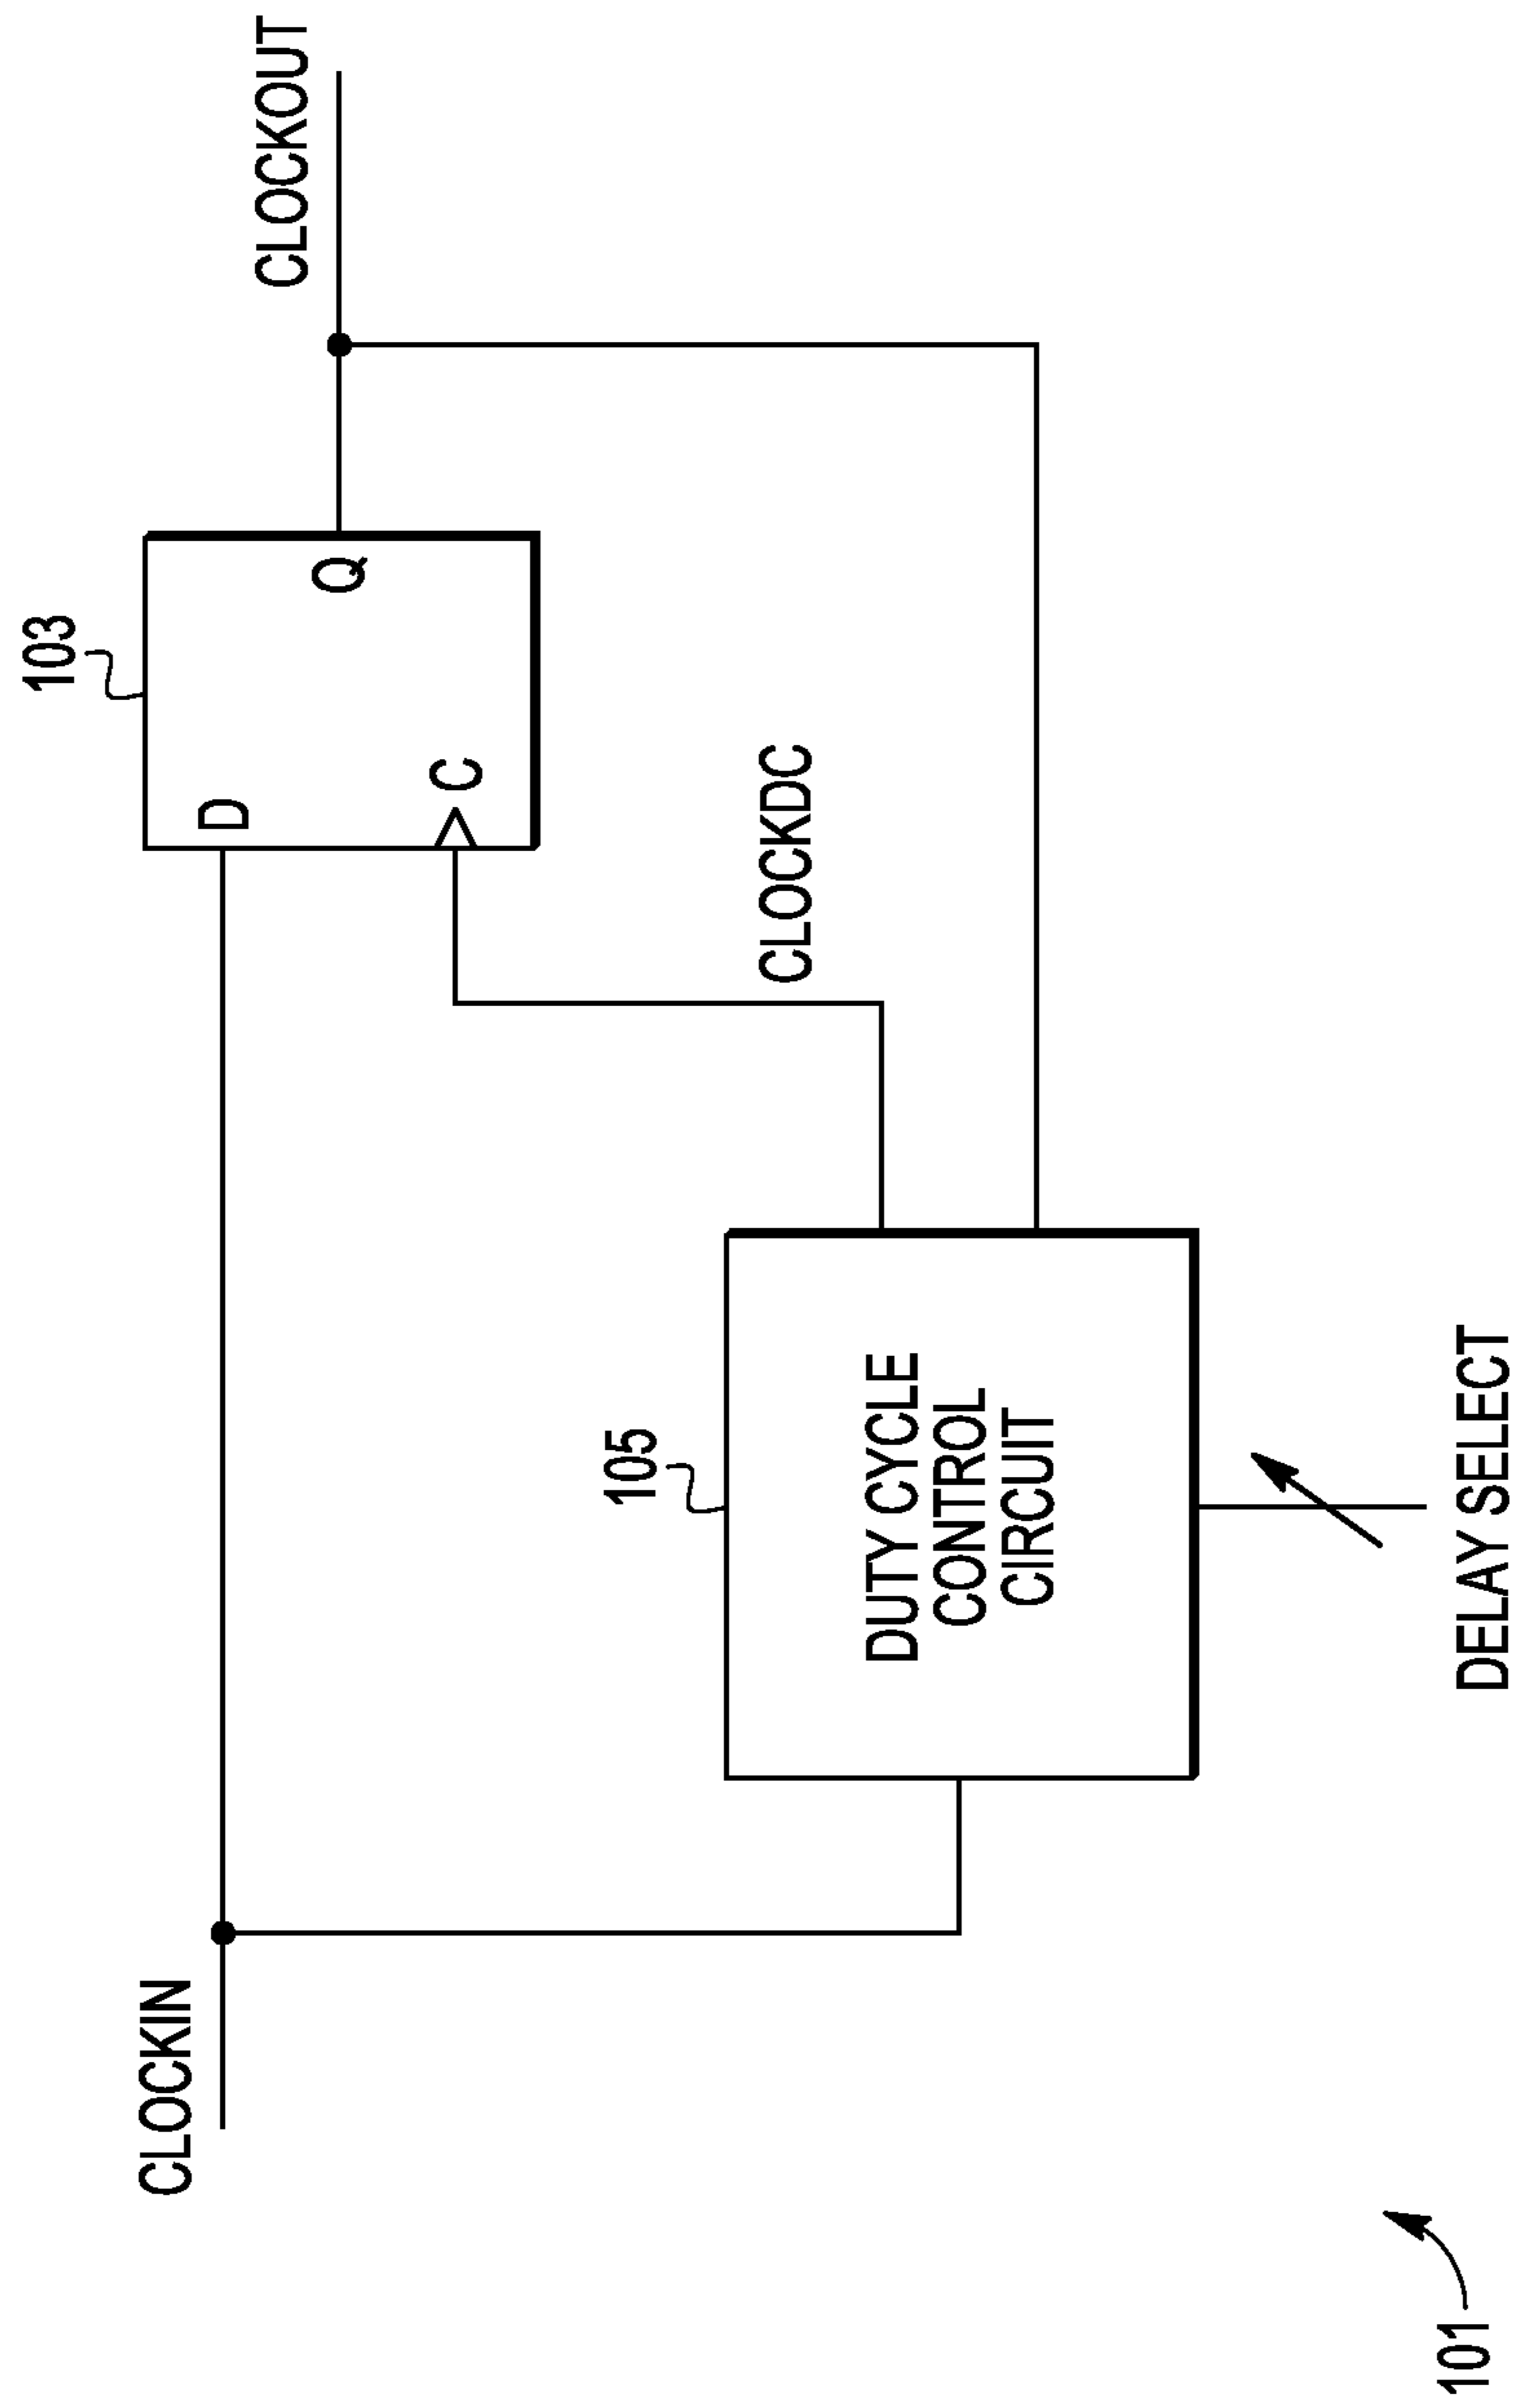 103
CLOCKIN
D
Q
CLOCKOUT
C
105
CLOCKDC
DUTY CYCLE
CONTROL
CIRCUIT
DELAY SELECT
101